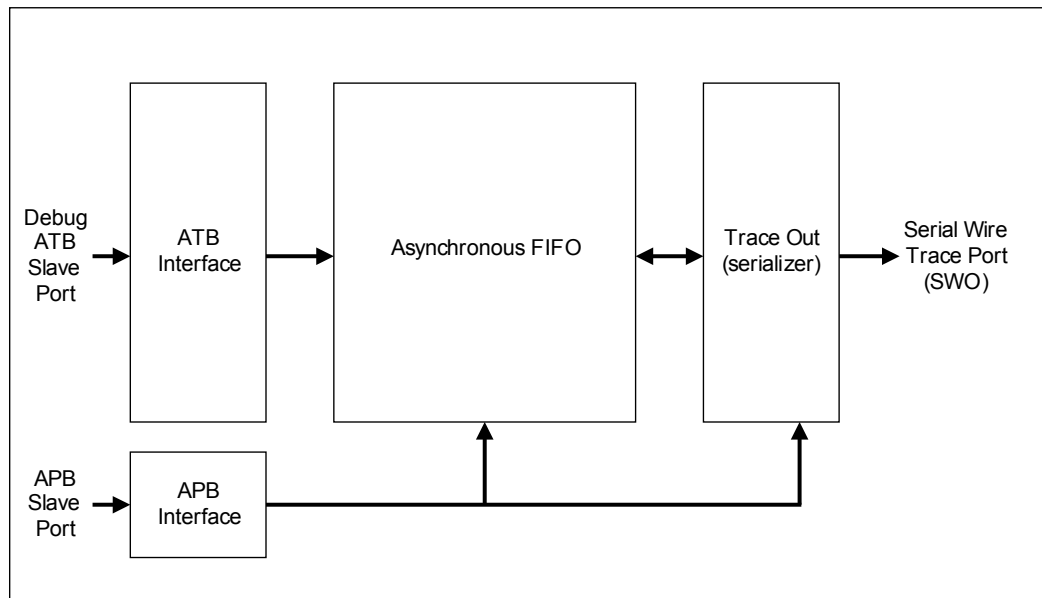 Debug
ATB
Slave
Port
ATB
Interface
Asynchronous FIFO
Trace Out
(serializer)
Serial Wire
Trace Port
(SWO)
APB
Slave
Port
APB
Interface